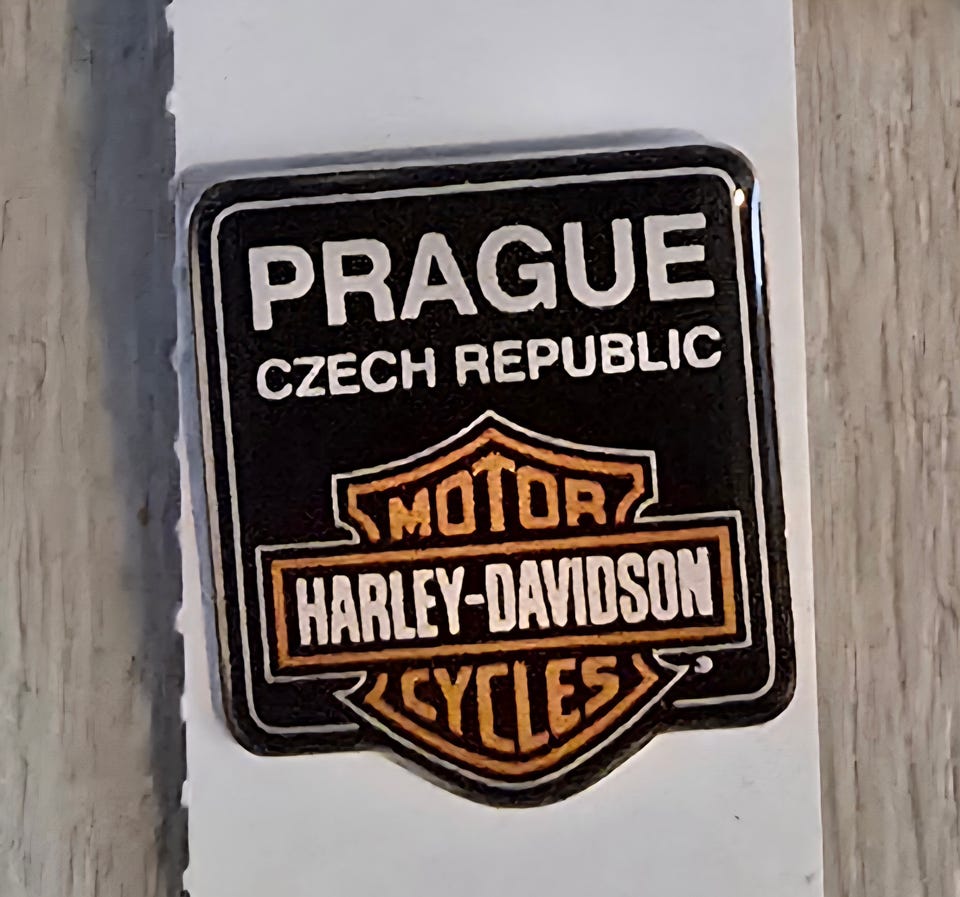 PRAGUE
CZECH REPUBLIC
MOTOR
HARLEY-DAVIDSON
CYCLES